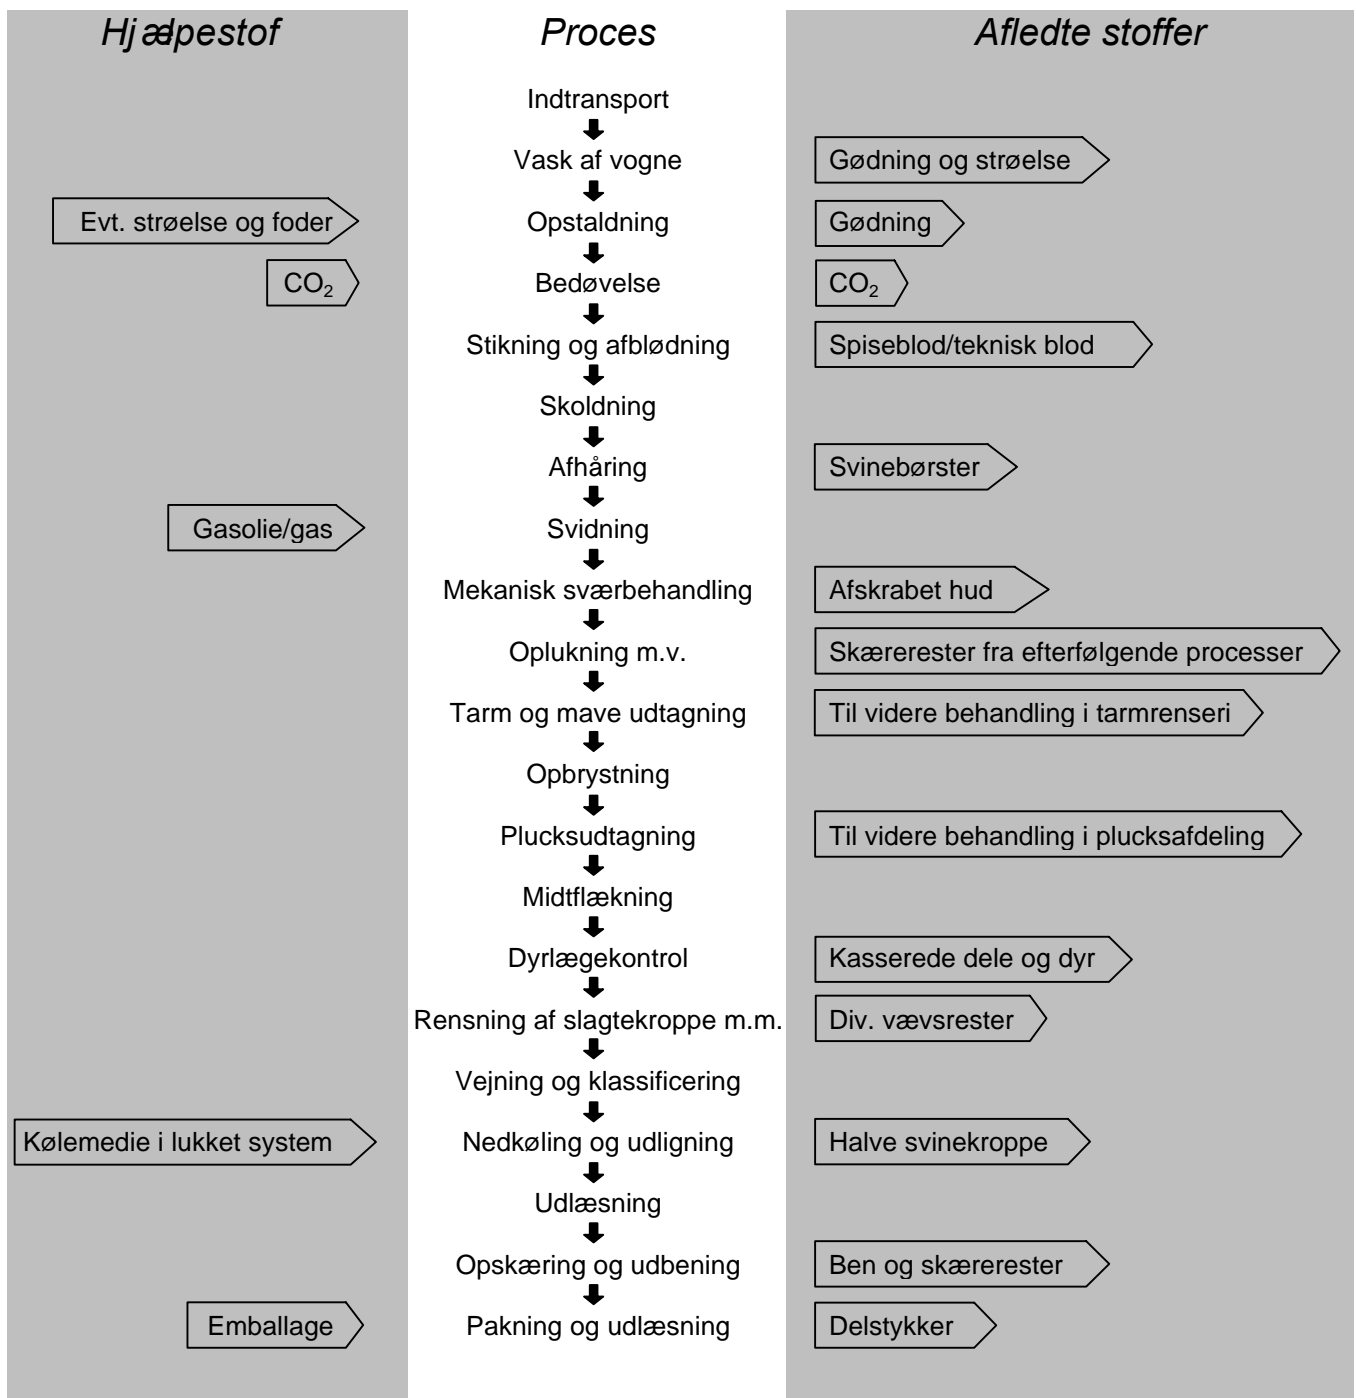 Hjælpestof Proces Afledte stoffer
Indtransport
Vask af vogne Gødning og strøelse
Evt. strøelse og foder Opstaldning Gødning
CO₂ Bedøvelse CO₂
Stikning og afblødning Spiseblod/teknisk blod
Skoldning
Afhåring Svinebørster
Gasolie/gas Svidning
Mekanisk sværbehandling Afskrabet hud
Oplukning m.v. Skærerester fra efterfølgende processer
Tarm og mave udtagning Til videre behandling i tarmrenseri
Opbrystning
Plucksudtagning Til videre behandling i plucksafdeling
Midtflækning
Dyrlægekontrol Kasserede dele og dyr
Rensning af slagtekroppe m.m. Div. vævsrester
Vejning og klassificering
Kølemedie i lukket system Nedkøling og udligning Halve svinekroppe
Udlæsning
Opskæring og udbening Ben og skærerester
Emballage Pakning og udlæsning Delstykker